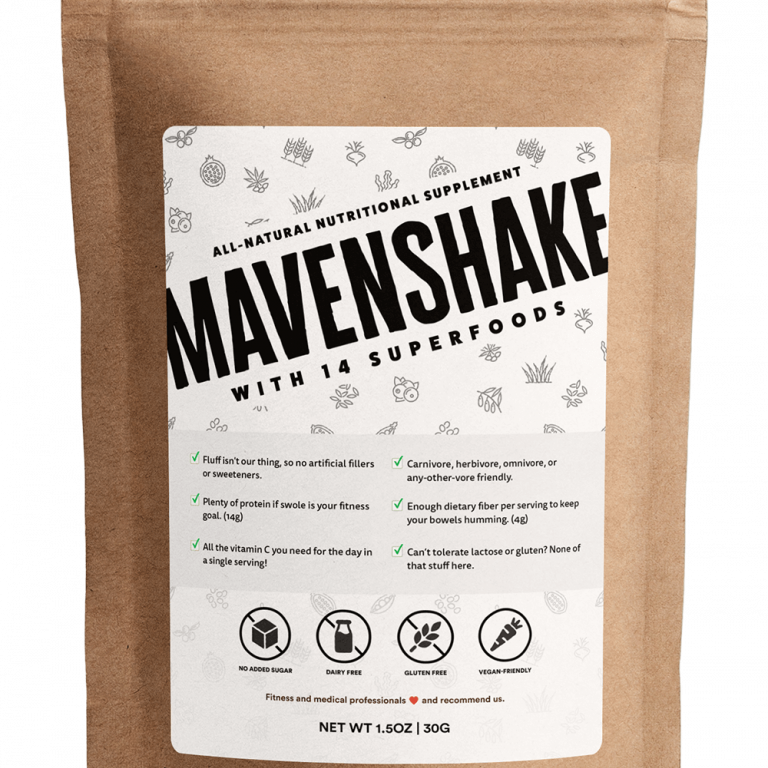 ALL-NATURAL NUTRITIONAL SUPPLEMENT
MAVENSHAKE
WITH 14 SUPERFOODS
Fluff isn't our thing, so no artificial fillers
or sweeteners.
Plenty of protein if swole is your fitness
goal. (14g)
All the vitamin C you need for the day in
a single serving!
Carnivore, herbivore, omnivore, or
any-other-vore friendly.
Enough dietary fiber per serving to keep
your bowels humming. (4g)
Can't tolerate lactose or gluten? None of
that stuff here.
NO ADDED SUGAR
DAIRY FREE
GLUTEN FREE
VEGAN-FRIENDLY
Fitness and medical professionals ❤️ and recommend us.
NET WT 1.5OZ | 30G